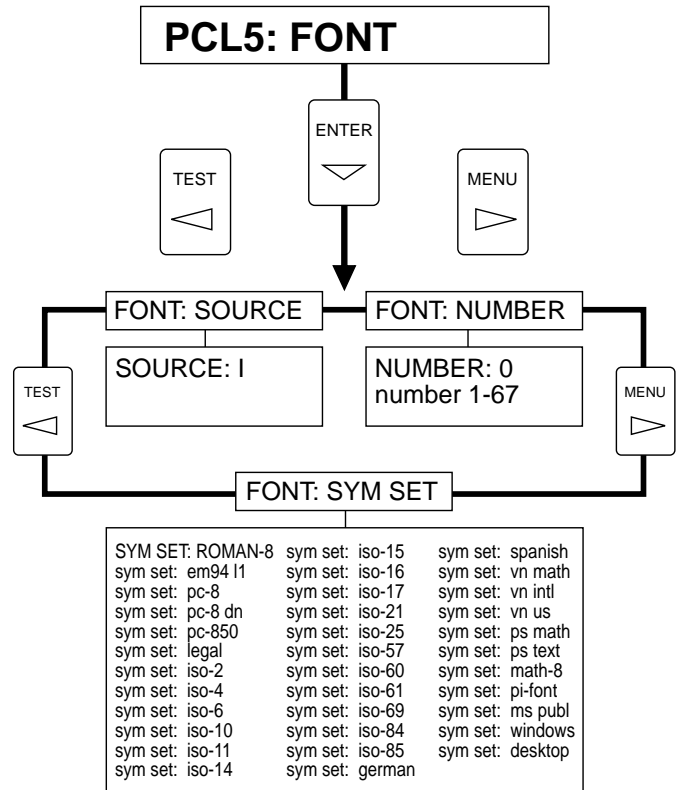 PCL5: FONT
ENTER
TEST
MENU
FONT: SOURCE
FONT: NUMBER
SOURCE: I
NUMBER: 0
number 1-67
TEST
MENU
FONT: SYM SET
SYM SET: ROMAN-8
sym set: em94 l1
sym set: pc-8
sym set: pc-8 dn
sym set: pc-850
sym set: legal
sym set: iso-2
sym set: iso-4
sym set: iso-6
sym set: iso-10
sym set: iso-11
sym set: iso-14
sym set: iso-15
sym set: iso-16
sym set: iso-17
sym set: iso-21
sym set: iso-25
sym set: iso-57
sym set: iso-60
sym set: iso-61
sym set: iso-69
sym set: iso-84
sym set: iso-85
sym set: german
sym set: spanish
sym set: vn math
sym set: vn intl
sym set: vn us
sym set: ps math
sym set: ps text
sym set: math-8
sym set: pi-font
sym set: ms publ
sym set: windows
sym set: desktop